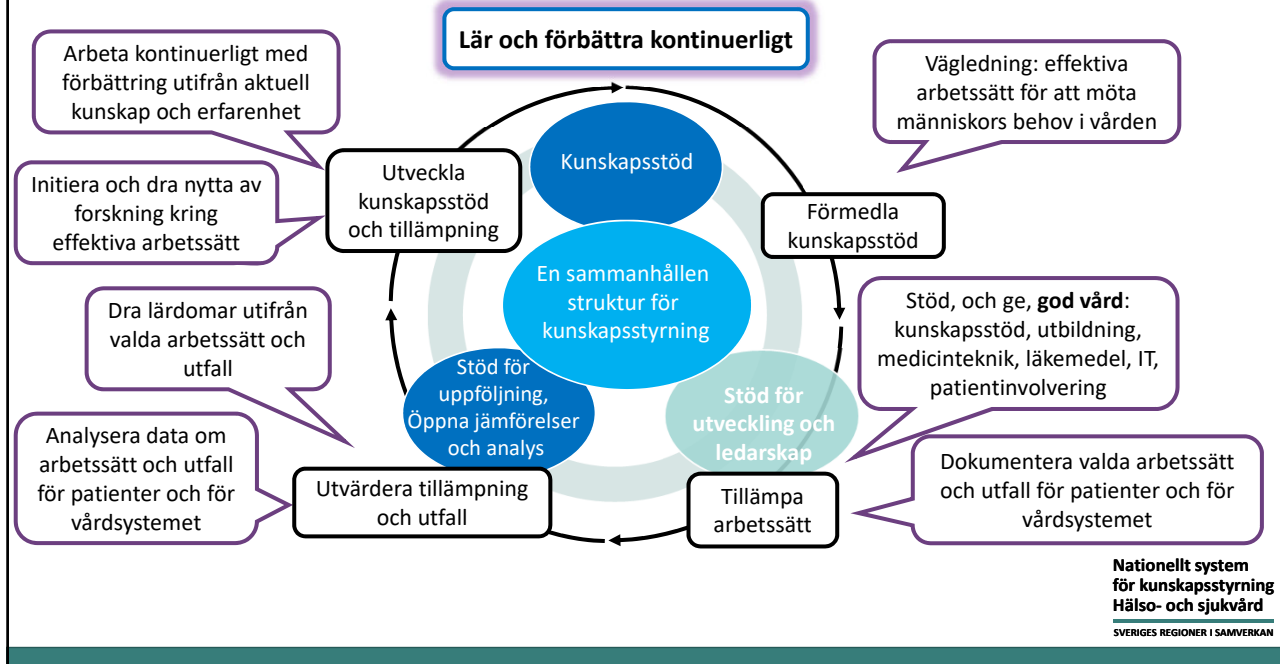 Lär och förbättra kontinuerligt
Arbeta kontinuerligt med
förbättring utifrån aktuell
kunskap och erfarenhet
Vägledning: effektiva
arbetssätt för att möta
människors behov i vården
Kunskapsstöd
Utveckla
kunskapsstöd
och tillämpning
Initiera och dra nytta av
forskning kring
effektiva arbetssätt
Förmedla
kunskapsstöd
En sammanhållen
struktur för
kunskapsstyrning
Dra lärdomar utifrån
valda arbetssätt och
utfall
Stöd, och ge, god vård:
kunskapsstöd, utbildning,
medicinteknik, läkemedel, IT,
patientinvolvering
Stöd för
uppföljning,
Öppna jämförelser
och analys
Stöd för
utveckling och
ledarskap
Analysera data om
arbetssätt och utfall
för patienter och för
vårdsystemet
Utvärdera tillämpning
och utfall
Tillämpa
arbetssätt
Dokumentera valda arbetssätt
och utfall för patienter och för
vårdsystemet
Nationellt system
för kunskapsstyrning
Hälso- och sjukvård
SVERIGES REGIONER I SAMVERKAN